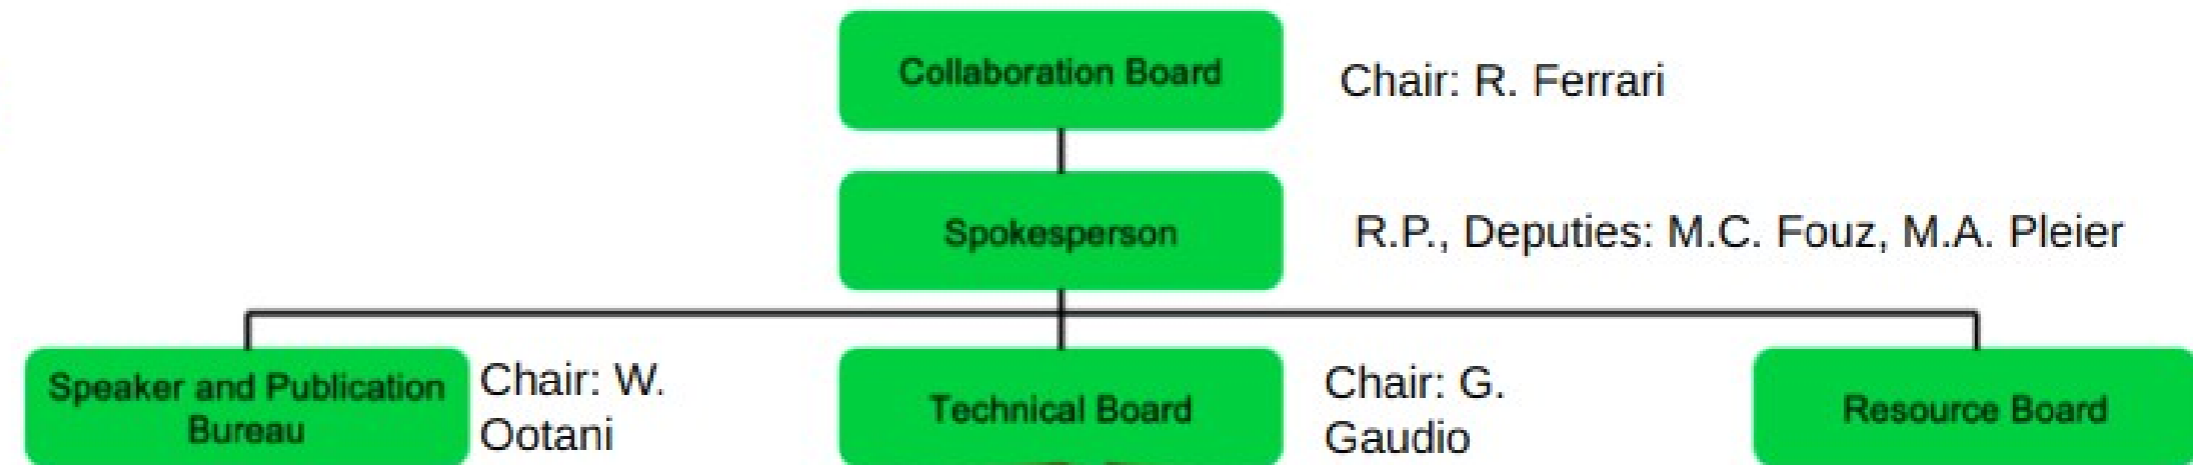 Collaboration Board
Chair: R. Ferrari
Spokesperson
R.P., Deputies: M.C. Fouz, M.A. Pleier
Speaker and Publication
Bureau
Chair: W.
Ootani
Technical Board
Chair: G.
Gaudio
Resource Board